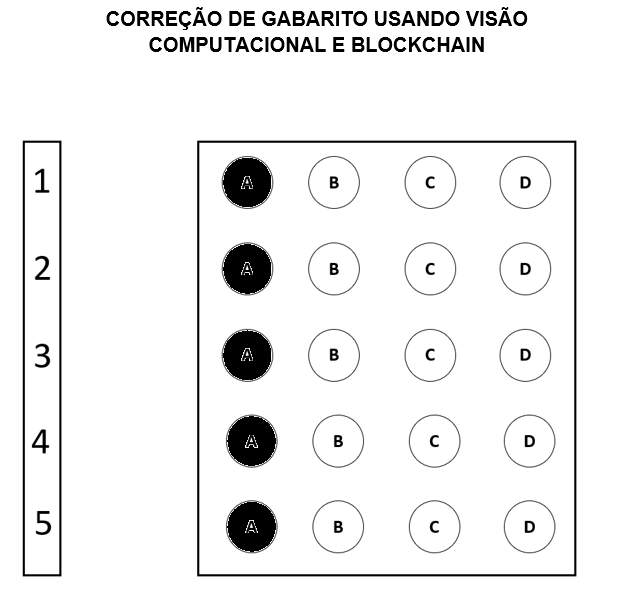 CORREÇÃO DE GABARITO USANDO VISÃO
COMPUTACIONAL E BLOCKCHAIN
1 A B C D
2 A B C D
3 A B C D
4 A B C D
5 A B C D